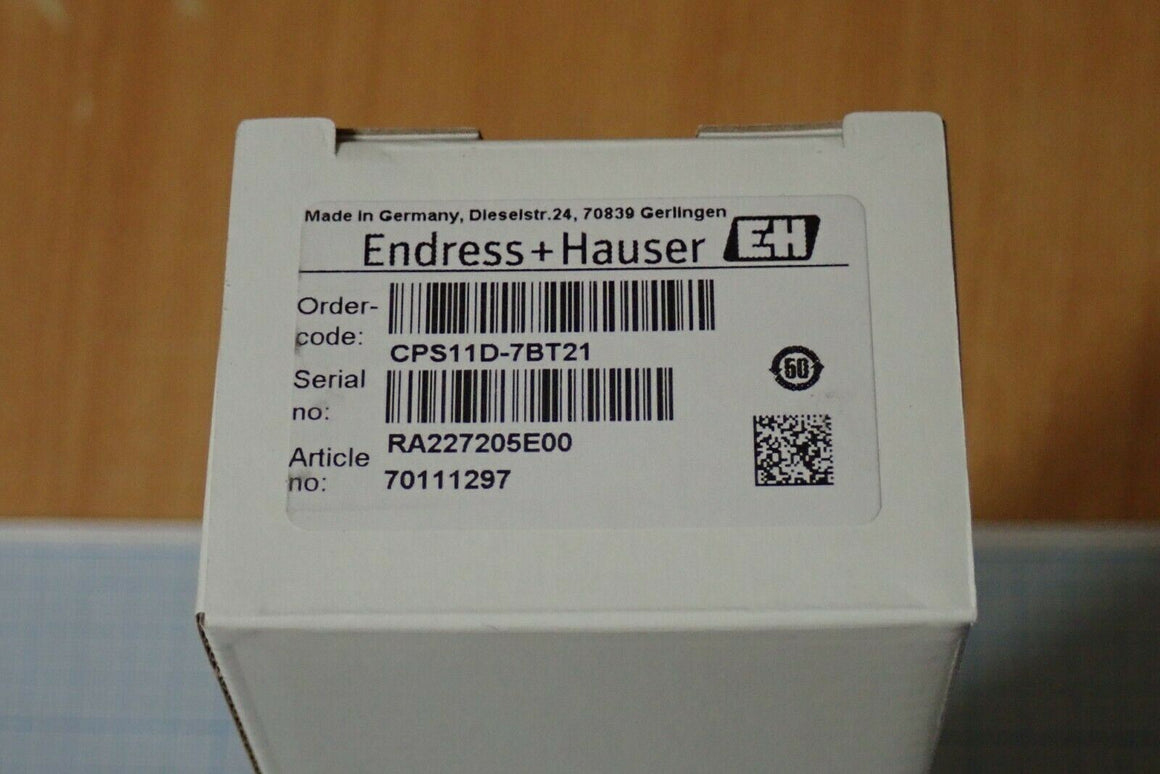 Made in Germany, Dieselstr.24, 70839 Gerlingen
Endress+Hauser EH
Order-
code:
CPS11D-7BT21
Serial
no:
RA227205E00
Article
no:
70111297
50